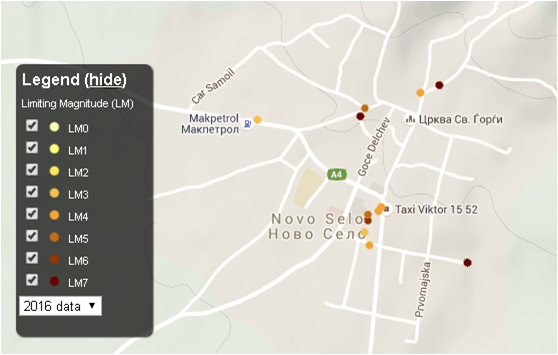 Legend (hide)
Limiting Magnitude (LM)
LM0
LM1
LM2
LM3
LM4
LM5
LM6
LM7
2016 data ▼
Car Samoil
Makpetrol
Макпетрол
Црква Св. Ѓорѓи
Goce Delchev
A4
Taxi Viktor 15 52
Novo Selo
Ново Село
Prvomajska